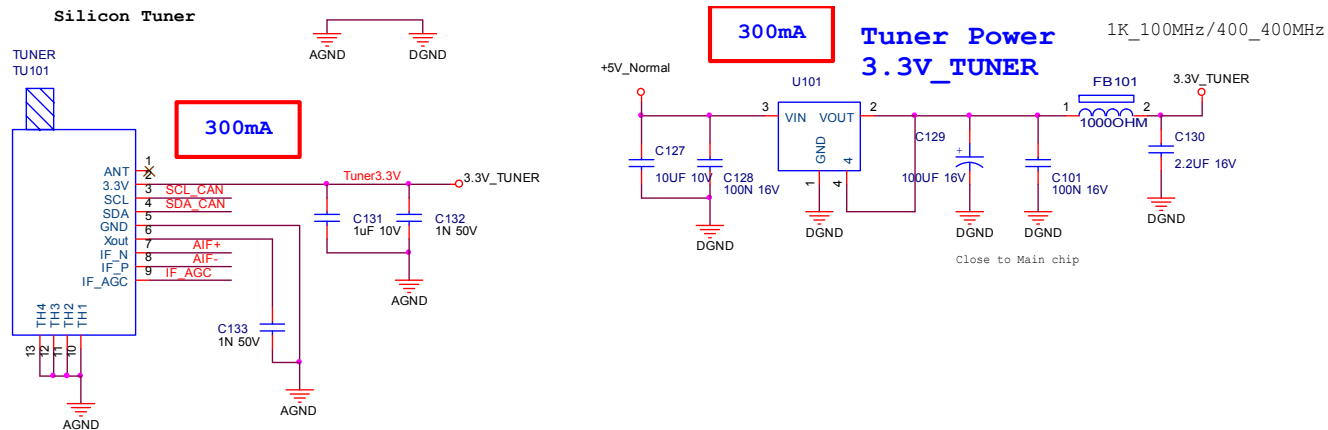 Silicon Tuner
TUNER
TU101
AGND
DGND
300mA
ANT
3.3V
SCL
SDA
GND
Xout
IF_N
IF_P
IF_AGC
1
2
3
4
5
6
7
8
9
SCL_CAN
SDA_CAN
AIF+
AIF-
IF_AGC
Tuner3.3V
3.3V_TUNER
C131
1uF 10V
C132
1N 50V
AGND
TH4
TH3
TH2
TH1
13
12
11
10
AGND
C133
1N 50V
AGND
300mA
Tuner Power
3.3V_TUNER
1K_100MHz/400_400MHz
+5V_Normal
U101
3
VIN
VOUT
2
GND
4
1
4
C127
10UF 10V
C128
100N 16V
DGND
DGND
C129
100UF 16V
DGND
C101
100N 16V
DGND
FB101
1
2
1000OHM
3.3V_TUNER
C130
2.2UF 16V
DGND
Close to Main chip